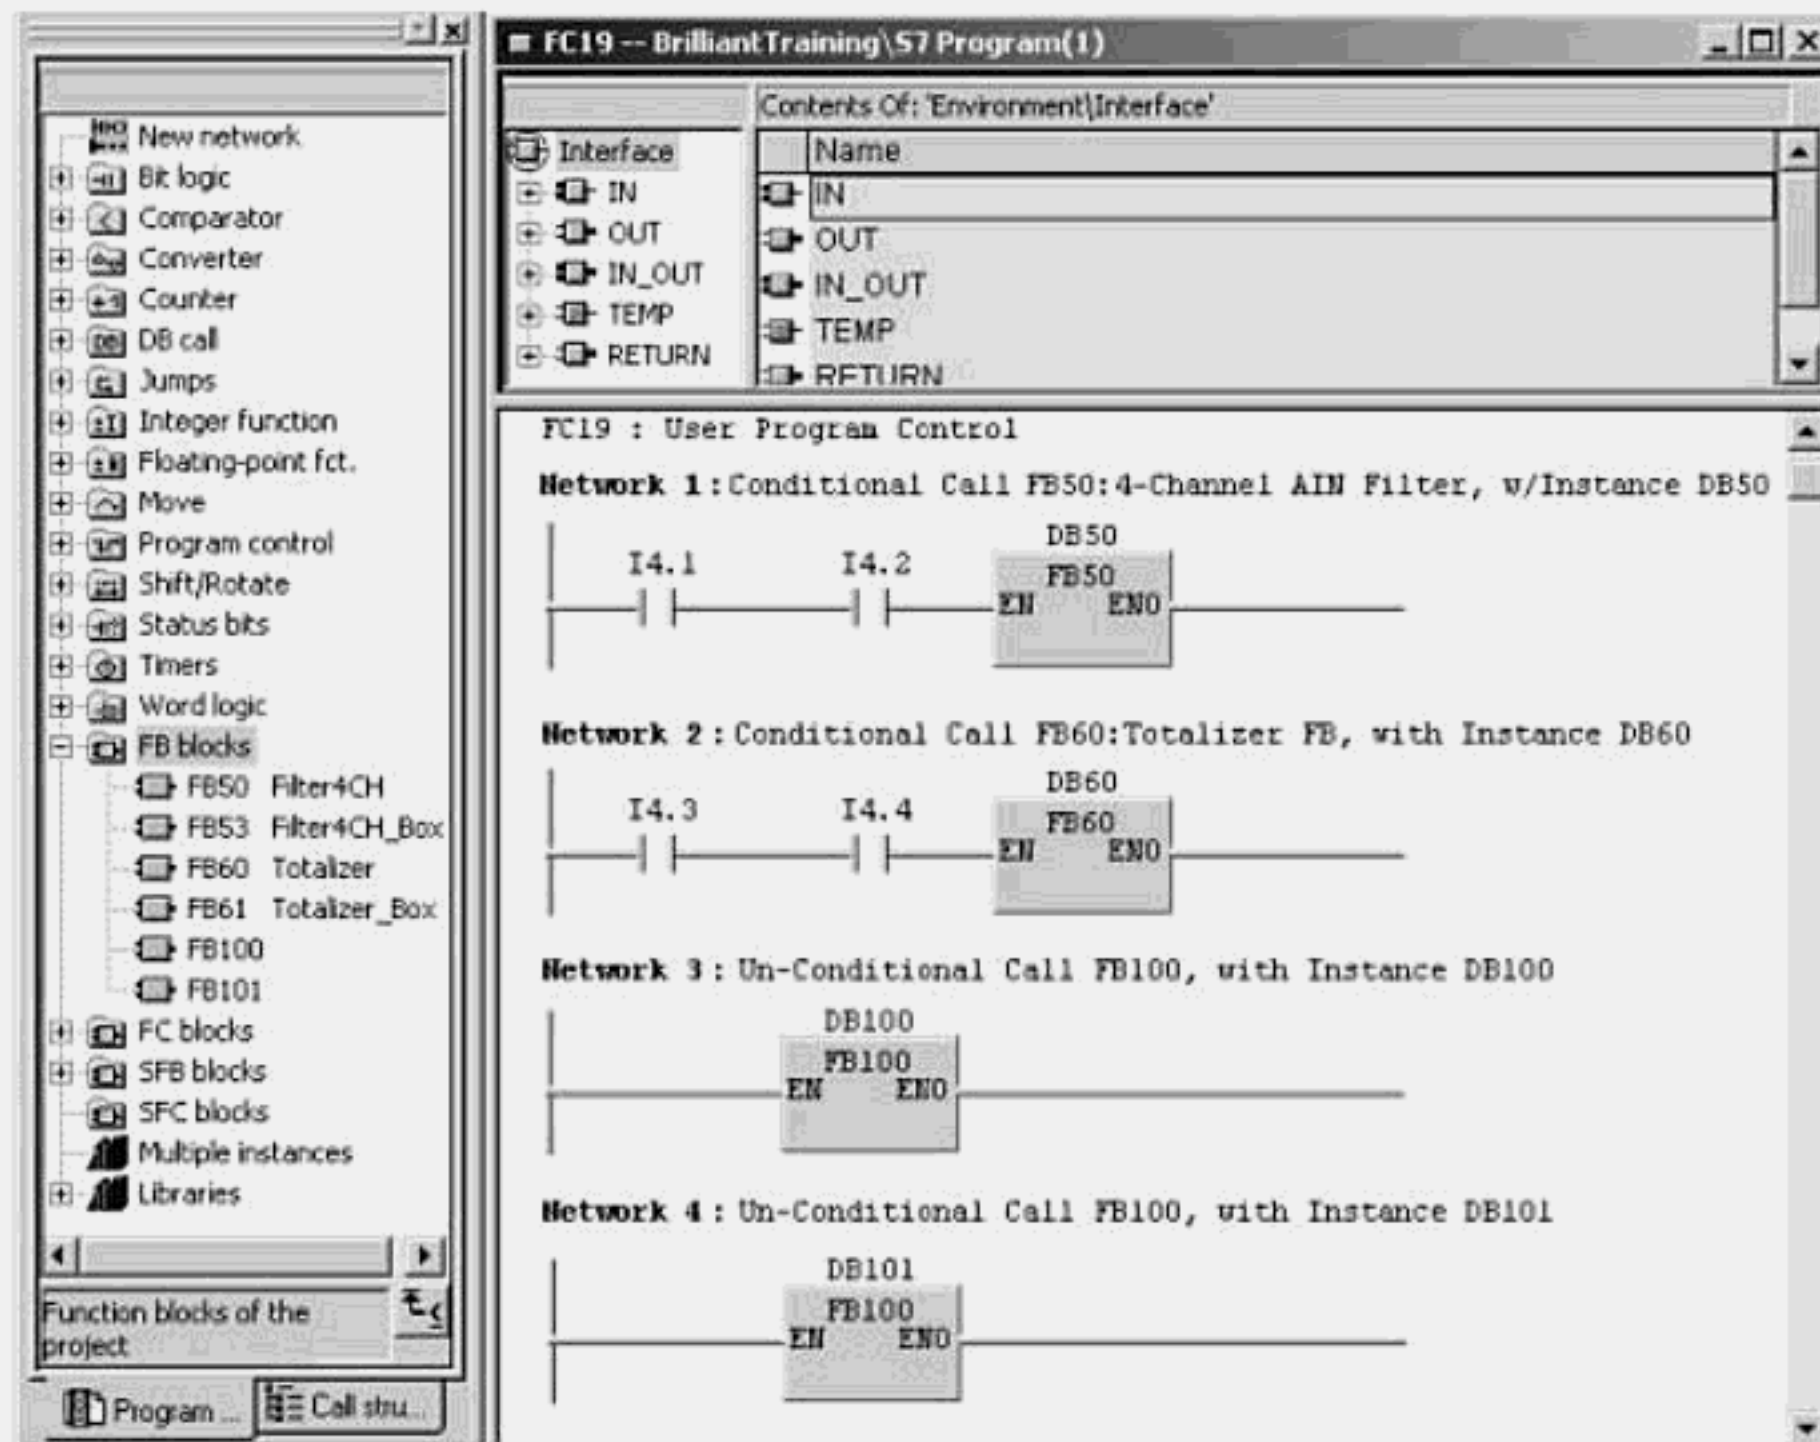 New network
Bit logic
Comparator
Converter
Counter
DB call
Jumps
Integer function
Floating-point fct.
Move
Program control
Shift/Rotate
Status bits
Timers
Word logic
FB blocks
FB50 Filter4CH
FB53 Filter4CH_Box
FB60 Totalizer
FB61 Totalizer_Box
FB100
FB101
FC blocks
SFB blocks
SFC blocks
Multiple instances
Libraries
Function blocks of the
project
Program ... Call stru...
FC19 -- BrilliantTraining\S7 Program(1)
Contents Of: 'Environment\Interface'
Interface
IN
OUT
IN_OUT
TEMP
RETURN
Name
IN
OUT
IN_OUT
TEMP
RETURN
FC19 : User Program Control
Network 1 : Conditional Call FB50:4-Channel AIN Filter, w/Instance DB50
DB50
I4.1 I4.2 FB50
EN ENO
Network 2 : Conditional Call FB60:Totalizer FB, with Instance DB60
DB60
I4.3 I4.4 FB60
EN ENO
Network 3 : Un-Conditional Call FB100, with Instance DB100
DB100
FB100
EN ENO
Network 4 : Un-Conditional Call FB100, with Instance DB101
DB101
FB100
EN ENO